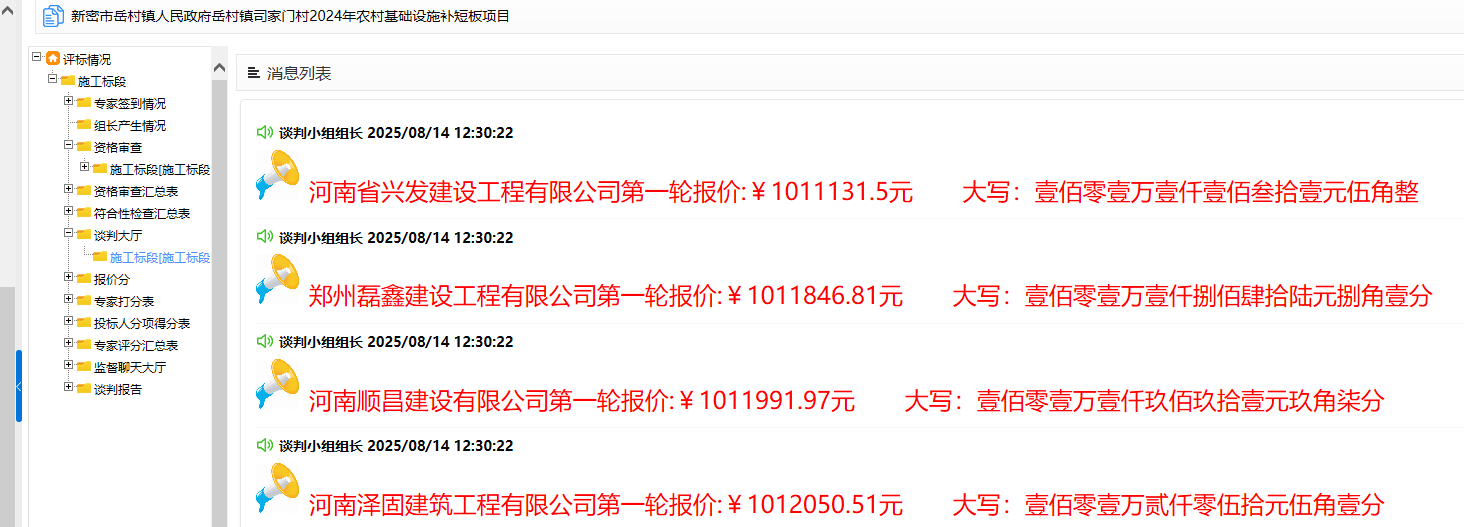 新密市岳村镇人民政府岳村镇司家门村2024年农村基础设施补短板项目
评标情况
施工标段
专家签到情况
组长产生情况
资格审查
施工标段[施工标段
资格审查汇总表
符合性检查汇总表
谈判大厅
施工标段[施工标段
报价分
专家打分表
投标人分项得分表
专家评分汇总表
监督聊天大厅
谈判报告
消息列表
谈判小组组长 2025/08/14 12:30:22
河南省兴发建设工程有限公司第一轮报价:￥1011131.5元 大写：壹佰零壹万壹仟壹佰叁拾壹元伍角整
谈判小组组长 2025/08/14 12:30:22
郑州磊鑫建设工程有限公司第一轮报价:￥1011846.81元 大写：壹佰零壹万壹仟捌佰肆拾陆元捌角壹分
谈判小组组长 2025/08/14 12:30:22
河南顺昌建设有限公司第一轮报价:￥1011991.97元 大写：壹佰零壹万壹仟玖佰玖拾壹元玖角柒分
谈判小组组长 2025/08/14 12:30:22
河南泽固建筑工程有限公司第一轮报价:￥1012050.51元 大写：壹佰零壹万贰仟零伍拾元伍角壹分